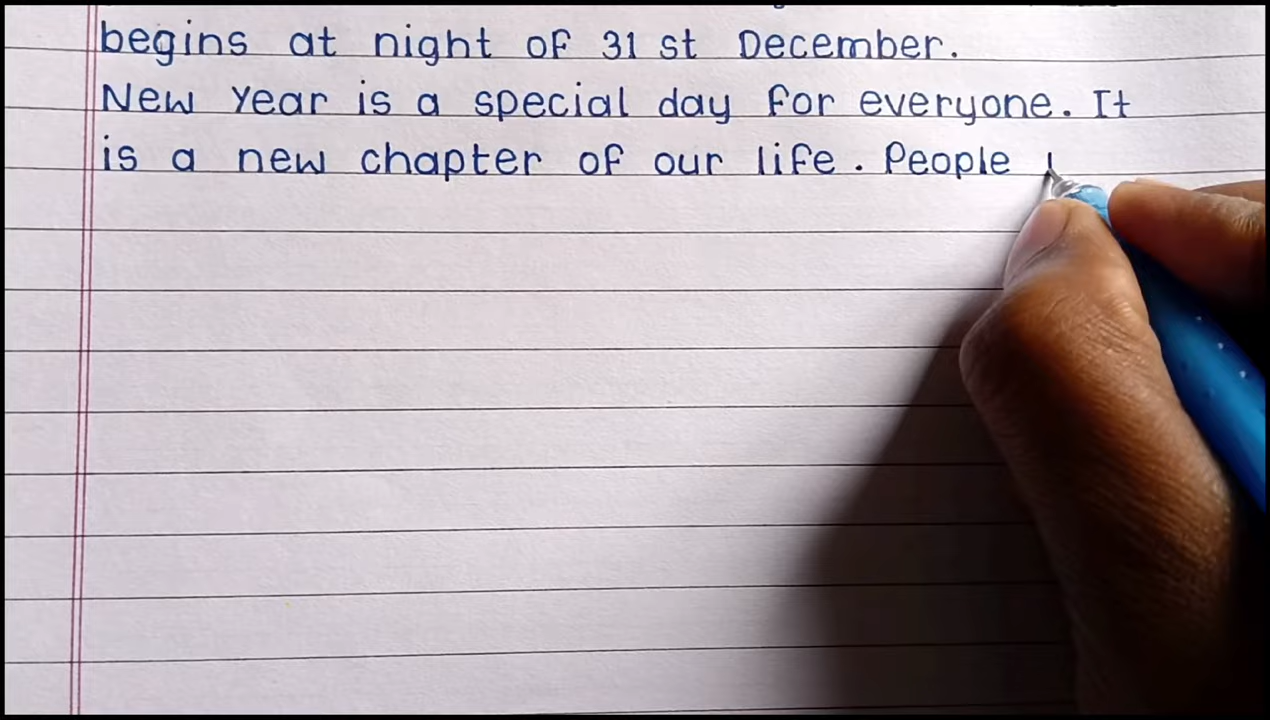 begins at night of 31 st December.
New Year is a special day for everyone. It
is a new chapter of our life. People